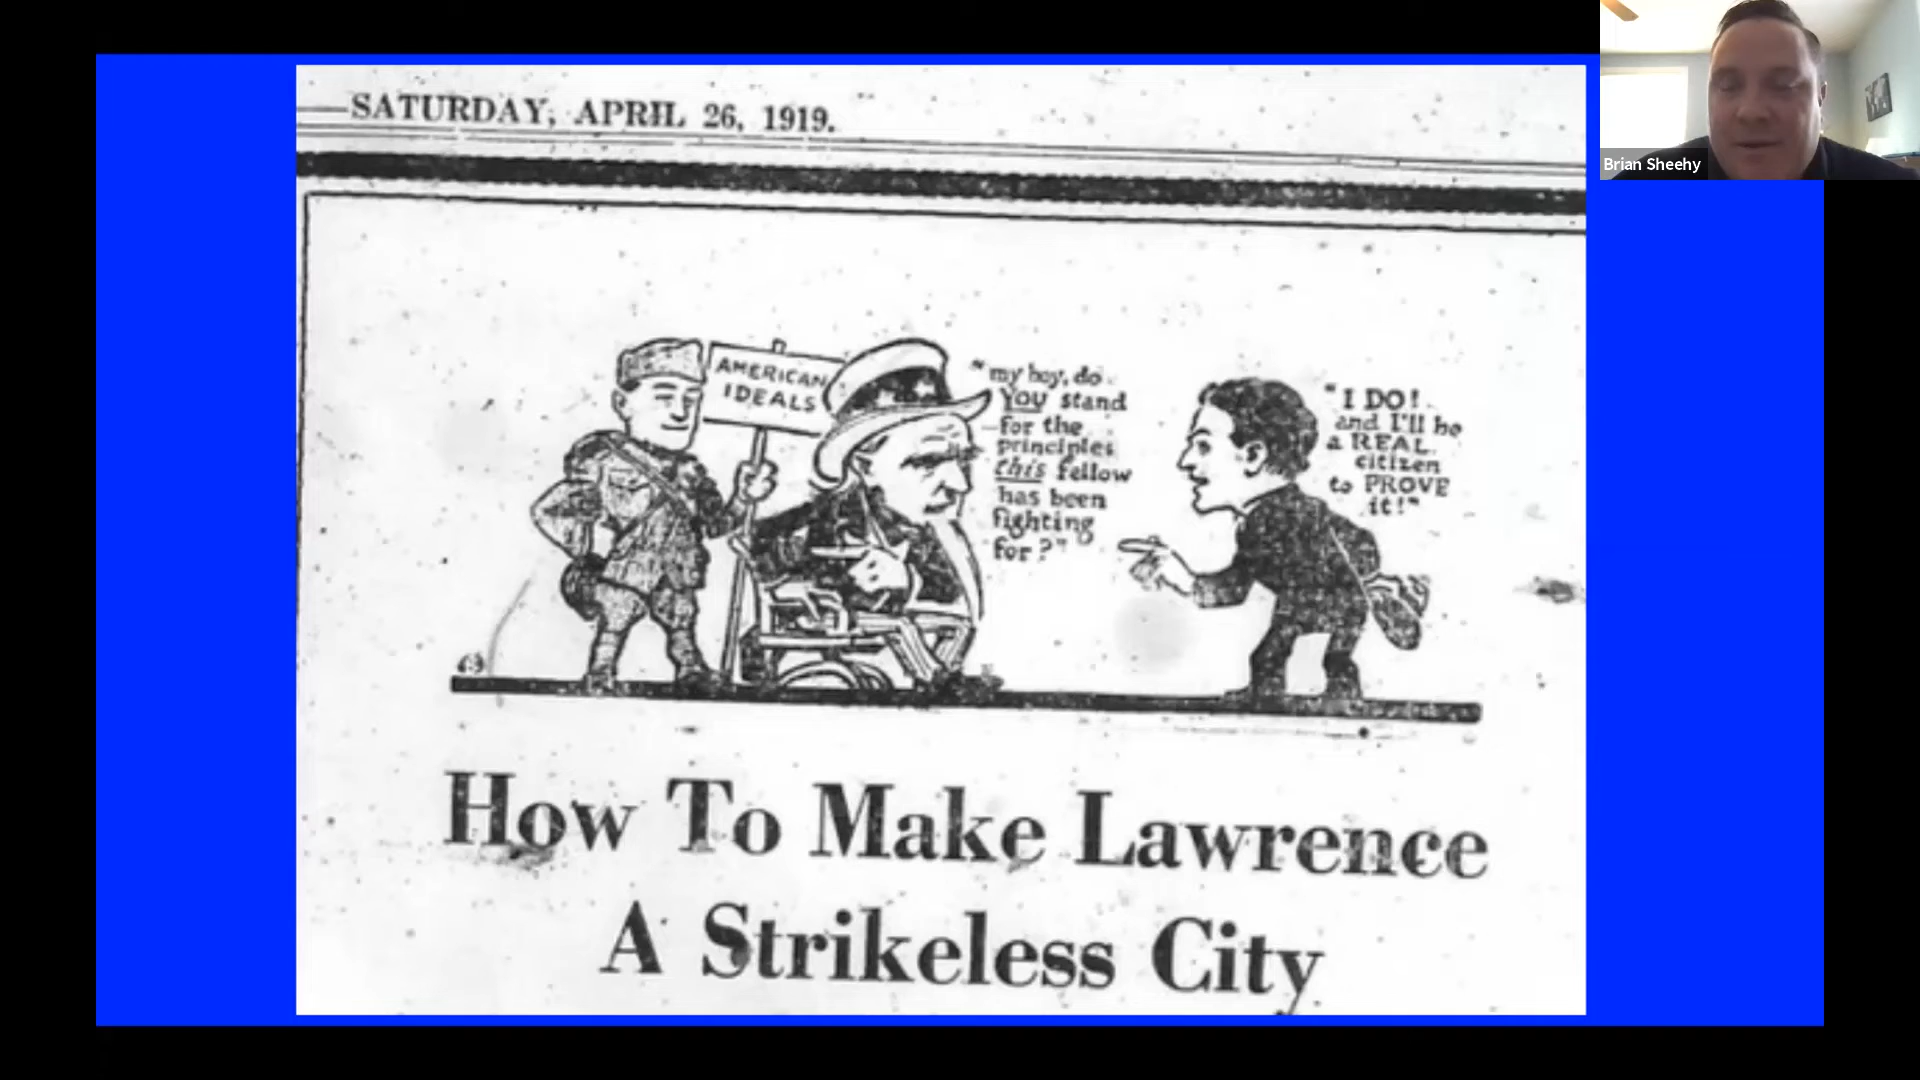 SATURDAY, APRIL 26, 1919.
AMERICAN
IDEALS
"my boy, do
YOU stand
for the
principles
this fellow
has been
fighting
for?"
"I DO!
and I'll be
a REAL
citizen
to PROVE
it!"
How To Make Lawrence
A Strikeless City
Brian Sheehy